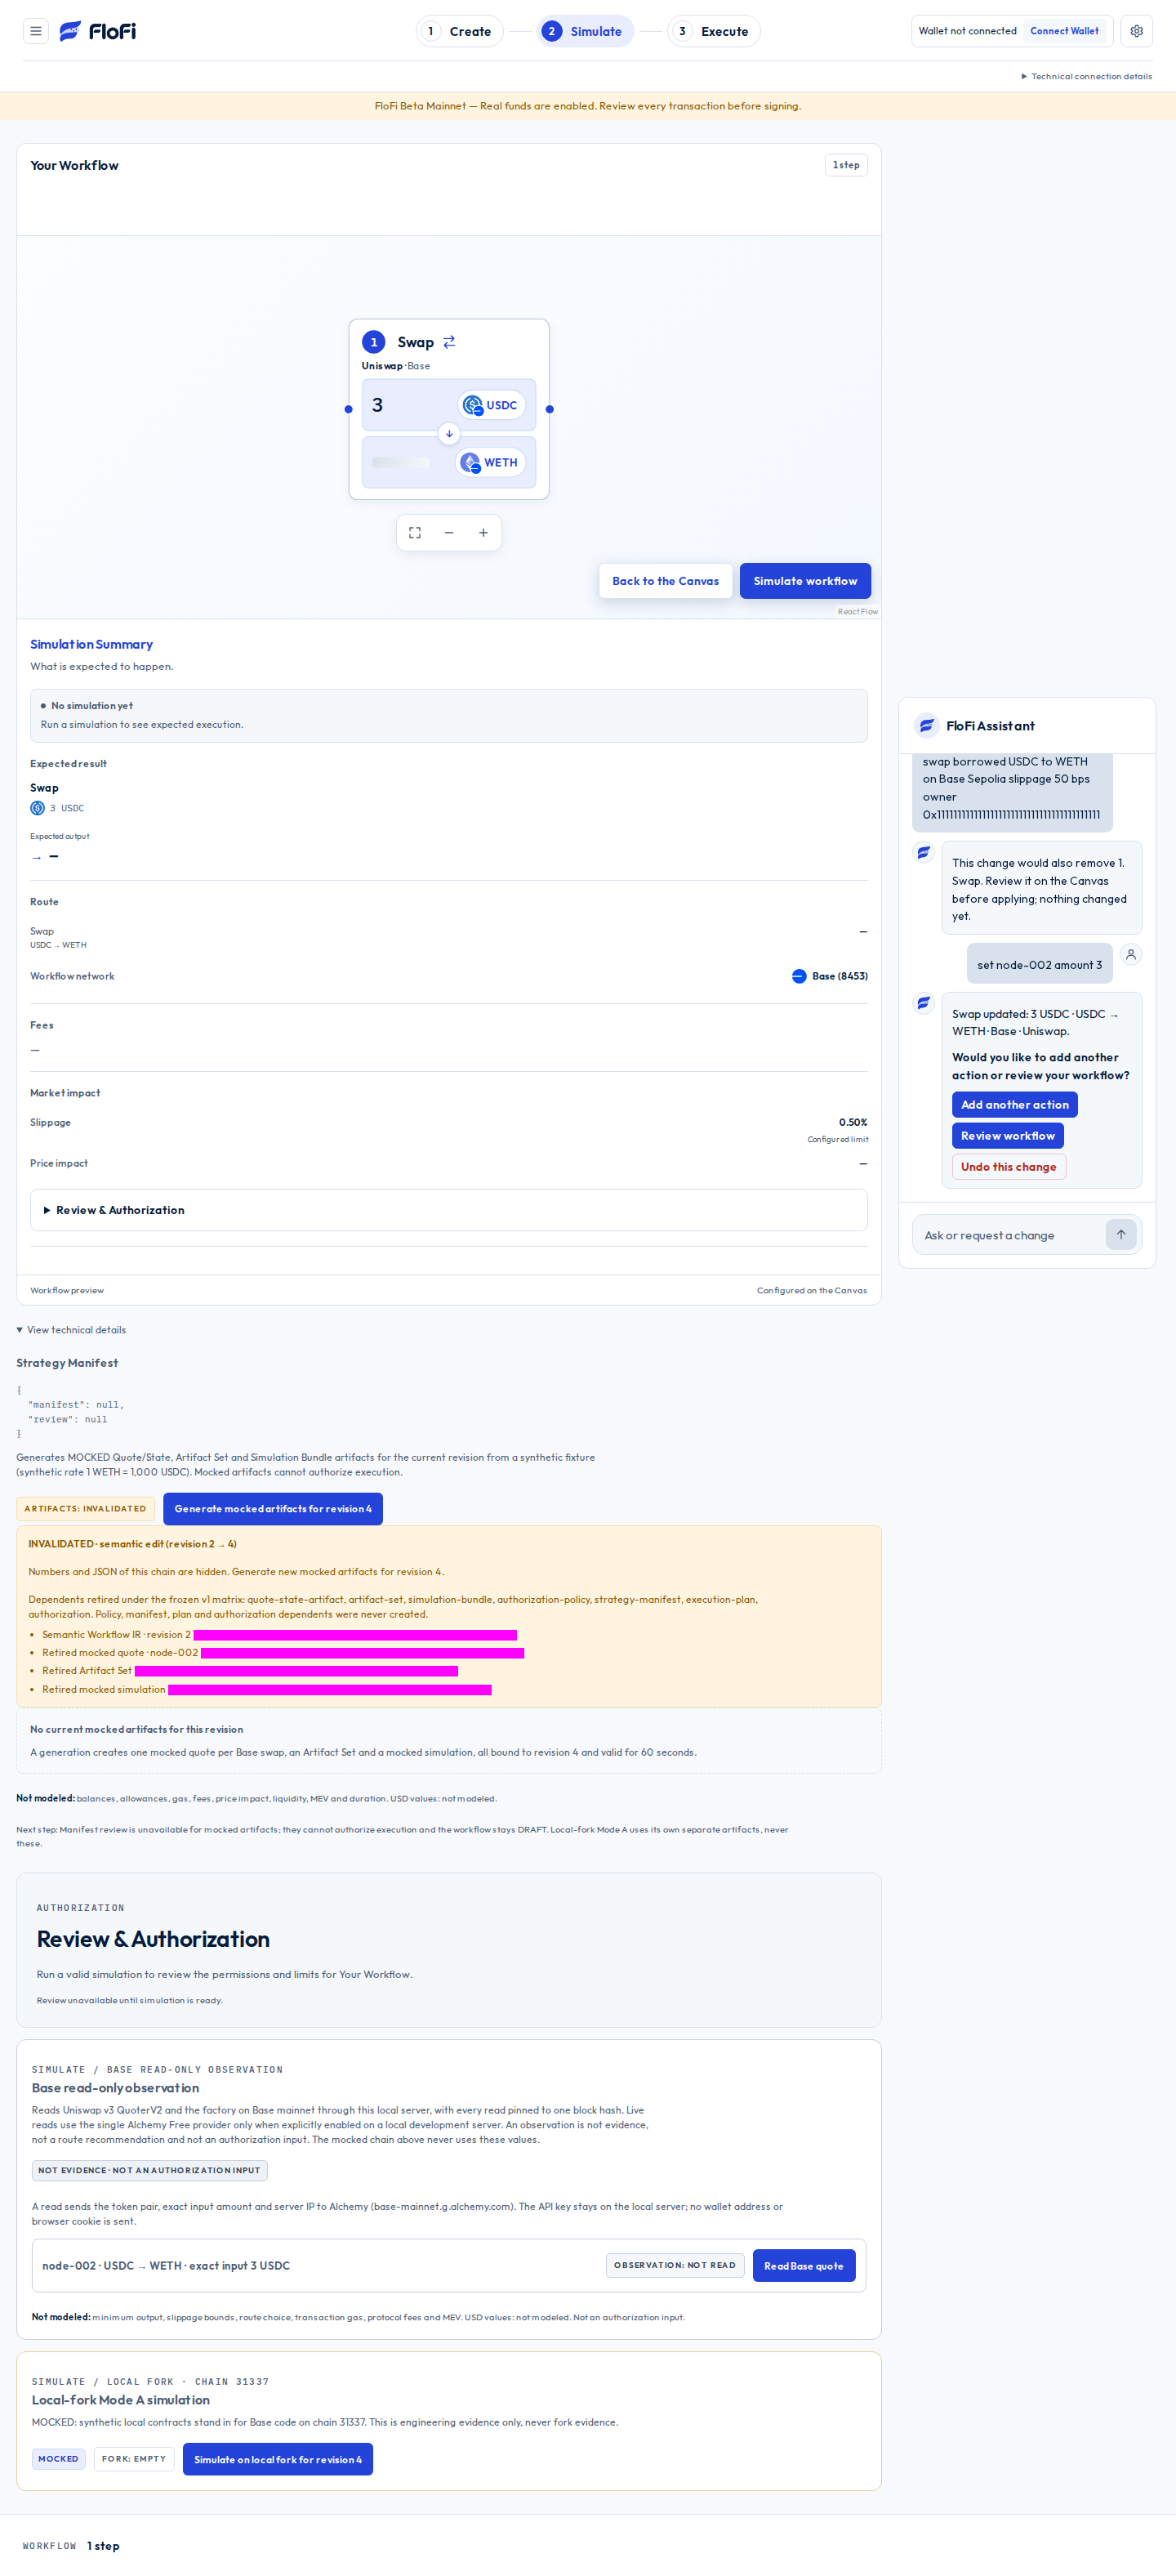 FloFi
1 Create
2 Simulate
3 Execute
Wallet not connected Connect Wallet
▶ Technical connection details
FloFi Beta Mainnet — Real funds are enabled. Review every transaction before signing.
Your Workflow
1 step
1 Swap
Uniswap · Base
3
USDC
WETH
Back to the Canvas
Simulate workflow
React Flow
Simulation Summary
What is expected to happen.
No simulation yet
Run a simulation to see expected execution.
Expected result
Swap
3 USDC
Expected output
→ —
Route
Swap —
USDC → WETH
Workflow network Base (8453)
Fees
—
Market impact
Slippage 0.50%
Configured limit
Price impact —
▶ Review & Authorization
Workflow preview Configured on the Canvas
FloFi Assistant
swap borrowed USDC to WETH
on Base Sepolia slippage 50 bps
owner
0x1111111111111111111111111111111111111111
This change would also remove 1.
Swap. Review it on the Canvas
before applying; nothing changed
yet.
set node-002 amount 3
Swap updated: 3 USDC · USDC →
WETH · Base · Uniswap.
Would you like to add another
action or review your workflow?
Add another action
Review workflow
Undo this change
Ask or request a change
▼ View technical details
Strategy Manifest
{
"manifest": null,
"review": null
}
Generates MOCKED Quote/State, Artifact Set and Simulation Bundle artifacts for the current revision from a synthetic fixture
(synthetic rate 1 WETH = 1,000 USDC). Mocked artifacts cannot authorize execution.
ARTIFACTS: INVALIDATED
Generate mocked artifacts for revision 4
INVALIDATED · semantic edit (revision 2 → 4)
Numbers and JSON of this chain are hidden. Generate new mocked artifacts for revision 4.
Dependents retired under the frozen v1 matrix: quote-state-artifact, artifact-set, simulation-bundle, authorization-policy, strategy-manifest, execution-plan,
authorization. Policy, manifest, plan and authorization dependents were never created.
• Semantic Workflow IR · revision 2
• Retired mocked quote · node-002
• Retired Artifact Set
• Retired mocked simulation
No current mocked artifacts for this revision
A generation creates one mocked quote per Base swap, an Artifact Set and a mocked simulation, all bound to revision 4 and valid for 60 seconds.
Not modeled: balances, allowances, gas, fees, price impact, liquidity, MEV and duration. USD values: not modeled.
Next step: Manifest review is unavailable for mocked artifacts; they cannot authorize execution and the workflow stays DRAFT. Local-fork Mode A uses its own separate artifacts, never
these.
AUTHORIZATION
Review & Authorization
Run a valid simulation to review the permissions and limits for Your Workflow.
Review unavailable until simulation is ready.
SIMULATE / BASE READ-ONLY OBSERVATION
Base read-only observation
Reads Uniswap v3 QuoterV2 and the factory on Base mainnet through this local server, with every read pinned to one block hash. Live
reads use the single Alchemy Free provider only when explicitly enabled on a local development server. An observation is not evidence,
not a route recommendation and not an authorization input. The mocked chain above never uses these values.
NOT EVIDENCE · NOT AN AUTHORIZATION INPUT
A read sends the token pair, exact input amount and server IP to Alchemy (base-mainnet.g.alchemy.com). The API key stays on the local server; no wallet address or
browser cookie is sent.
node-002 · USDC → WETH · exact input 3 USDC
OBSERVATION: NOT READ
Read Base quote
Not modeled: minimum output, slippage bounds, route choice, transaction gas, protocol fees and MEV. USD values: not modeled. Not an authorization input.
SIMULATE / LOCAL FORK · CHAIN 31337
Local-fork Mode A simulation
MOCKED: synthetic local contracts stand in for Base code on chain 31337. This is engineering evidence only, never fork evidence.
MOCKED
FORK: EMPTY
Simulate on local fork for revision 4
WORKFLOW 1 step